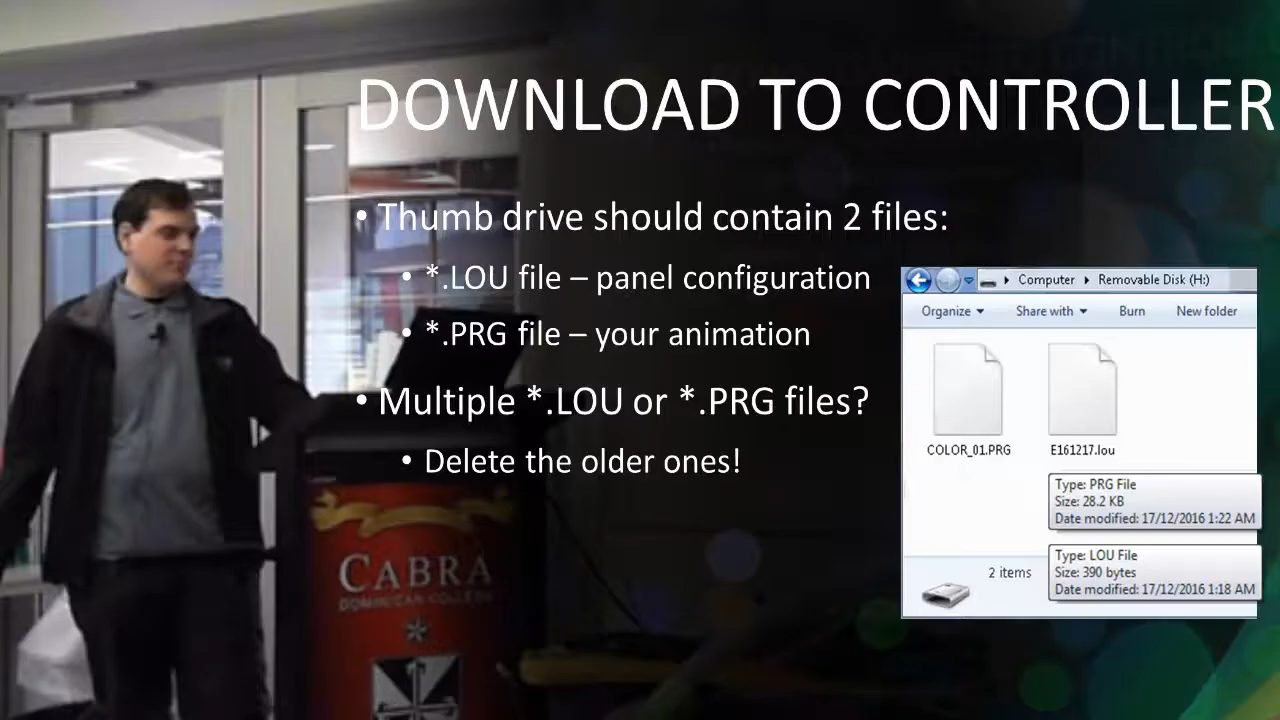 DOWNLOAD TO CONTROLLER
• Thumb drive should contain 2 files:
• *.LOU file – panel configuration
• *.PRG file – your animation
• Multiple *.LOU or *.PRG files?
• Delete the older ones!
Computer Removable Disk (H:)
Organize Share with Burn New folder
COLOR_01.PRG E161217.lou
Type: PRG File
Size: 28.2 KB
Date modified: 17/12/2016 1:22 AM
Type: LOU File
Size: 390 bytes
Date modified: 17/12/2016 1:18 AM
2 items
CABRA
DOMINICAN COLLEGE